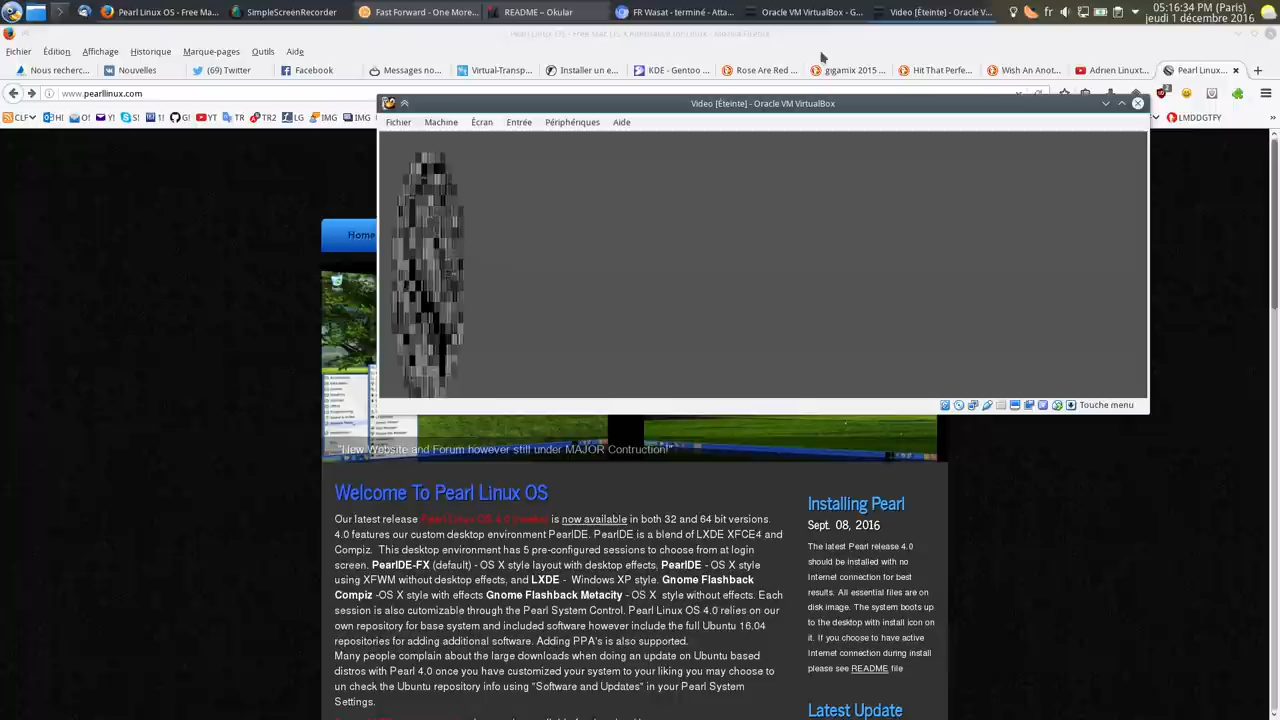 Pearl Linux OS - Free Ma...
SimpleScreenRecorder
Fast Forward - One More...
README – Okular
FR Wasat - terminé - Atta...
Oracle VM VirtualBox - G...
Video [Éteinte] - Oracle V...
fr
05:16:34 PM (Paris)
jeudi 1 décembre 2016
Fichier Édition Affichage Historique Marque-pages Outils Aide
Nous recherc... Nouvelles (69) Twitter Facebook Messages no... Virtual-Transp... Installer un e... KDE - Gentoo ... Rose Are Red ... gigamix 2015 ... Hit That Perfe... Wish An Anot... Adrien Linuxt... Pearl Linux...
www.pearllinux.com
CLFH
G!
YT TR TR2 LG IMG IMG
LMDDGTFY
Video [Éteinte] - Oracle VM VirtualBox
Fichier Machine Écran Entrée Périphériques Aide
Touche menu
Home
"New Website and Forum however still under MAJOR Contruction!"
Welcome To Pearl Linux OS
Our latest release Pearl Linux OS 4.0 is now available in both 32 and 64 bit versions.
4.0 features our custom desktop environment PearlDE. PearlDE is a blend of LXDE XFCE4 and
Compiz. This desktop environment has 5 pre-configured sessions to choose from at login
screen. PearlDE-FX (default) - OS X style layout with desktop effects, PearlDE - OS X style
using XFWM without desktop effects, and LXDE - Windows XP style. Gnome Flashback
Compiz -OS X style with effects Gnome Flashback Metacity - OS X style without effects. Each
session is also cutomizable through the Pearl System Control. Pearl Linux OS 4.0 relies on our
own repository for base system and included software however include the full Ubuntu 16.04
repositories for adding additional software. Adding PPA's is also supported.
Many people complain about the large downloads when doing an update on Ubuntu based
distros with Pearl 4.0 once you have customized your system to your liking you may choose to
un check the Ubuntu repository info using "Software and Updates" in your Pearl System
Settings.
Installing Pearl
Sept. 08, 2016
The latest Pearl release 4.0
should be installed with no
Internet connection for best
results. All essential files are on
disk image. The system boots up
to the desktop with install icon on
it. If you choose to have active
Internet connection during install
please see README file
Latest Update